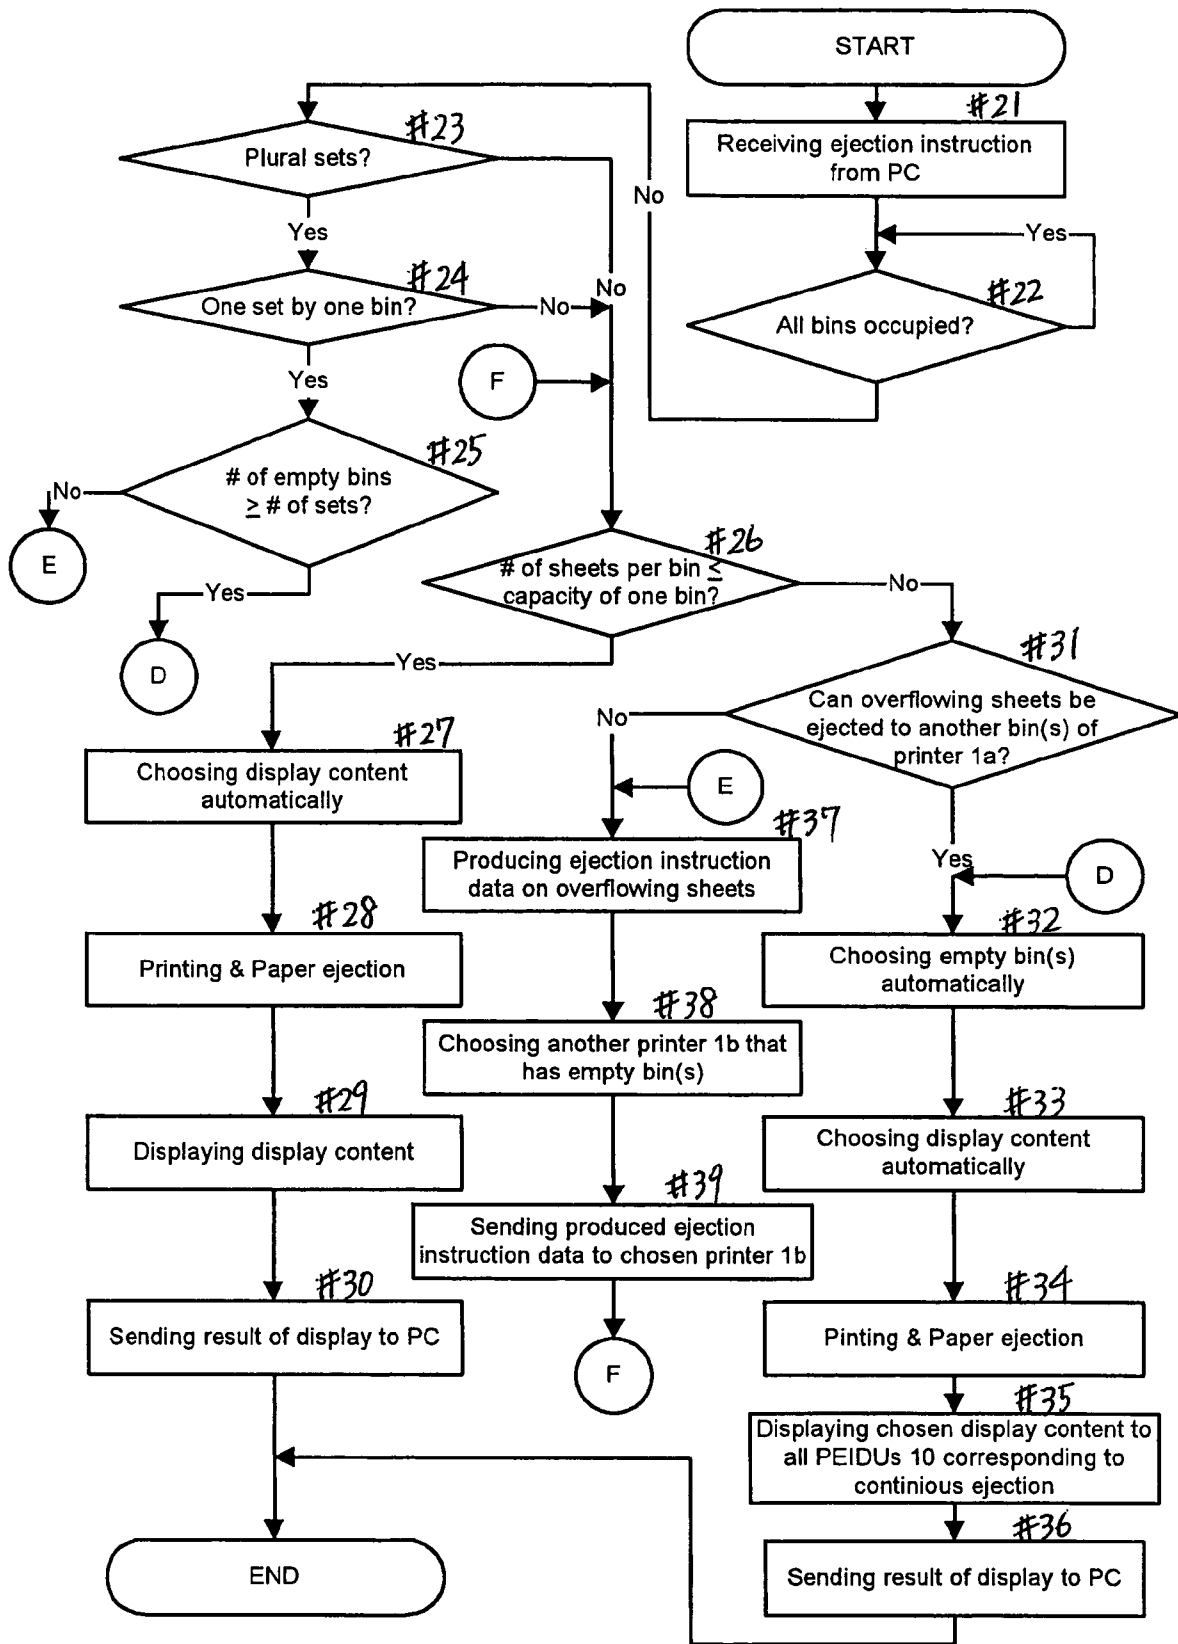 START
#21
Receiving ejection instruction
from PC
Yes
#22
All bins occupied?
No
#23
Plural sets?
Yes
No
#24
One set by one bin?
No
Yes
F
#25
# of empty bins
≥ # of sets?
No
E
Yes
D
#26
# of sheets per bin ≤
capacity of one bin?
No
Yes
#31
Can overflowing sheets be
ejected to another bin(s) of
printer 1a?
No
Yes
#27
Choosing display content
automatically
E
#37
Producing ejection instruction
data on overflowing sheets
D
#32
Choosing empty bin(s)
automatically
#28
Printing & Paper ejection
#38
Choosing another printer 1b that
has empty bin(s)
#33
Choosing display content
automatically
#29
Displaying display content
#39
Sending produced ejection
instruction data to chosen printer 1b
#34
Pinting & Paper ejection
#30
Sending result of display to PC
F
#35
Displaying chosen display content to
all PEIDUs 10 corresponding to
continious ejection
#36
Sending result of display to PC
END